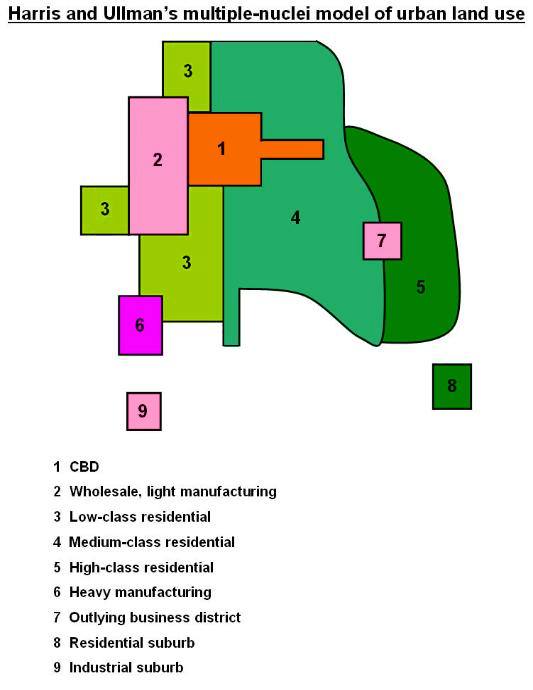 Harris and Ullman's multiple-nuclei model of urban land use
3
2
1
3
4
3
7
5
6
8
9
1 CBD
2 Wholesale, light manufacturing
3 Low-class residential
4 Medium-class residential
5 High-class residential
6 Heavy manufacturing
7 Outlying business district
8 Residential suburb
9 Industrial suburb